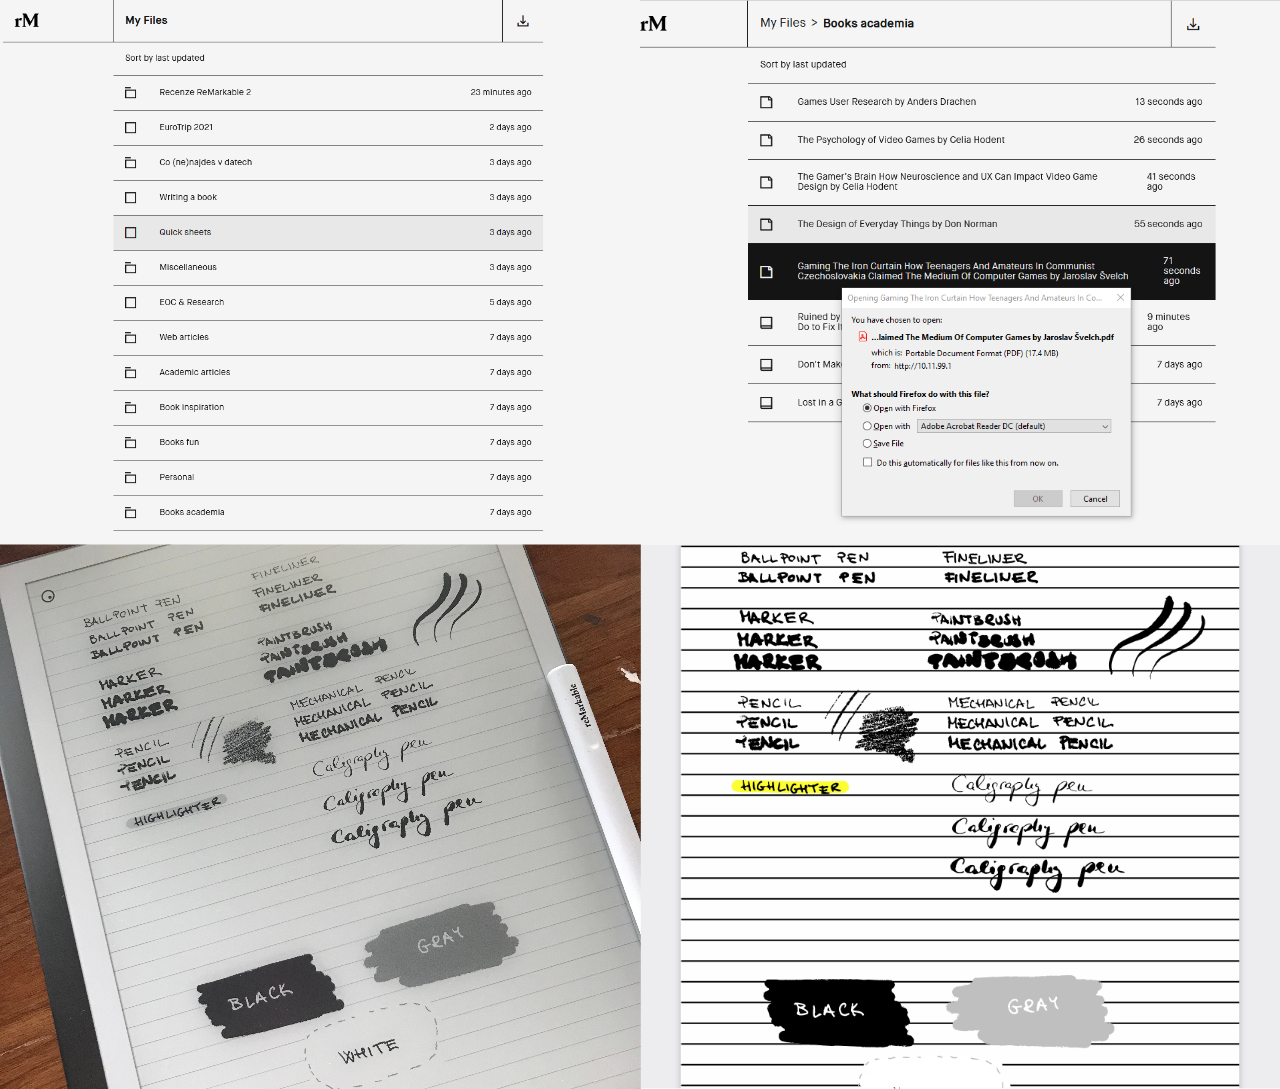 rM
My Files
Sort by last updated
Recenze ReMarkable 2 23 minutes ago
EuroTrip 2021 2 days ago
Co (ne)najdes v datech 3 days ago
Writing a book 3 days ago
Quick sheets 3 days ago
Miscellaneous 3 days ago
EOC & Research 5 days ago
Web articles 7 days ago
Academic articles 7 days ago
Book inspiration 7 days ago
Books fun 7 days ago
Personal 7 days ago
Books academia 7 days ago
rM
My Files > Books academia
Sort by last updated
Games User Research by Anders Drachen 13 seconds ago
The Psychology of Video Games by Celia Hodent 26 seconds ago
The Gamer's Brain How Neuroscience and UX Can Impact Video Game 41 seconds
Design by Celia Hodent ago
The Design of Everyday Things by Don Norman 55 seconds ago
71
Gaming The Iron Curtain How Teenagers And Amateurs In Communist seconds
Czechoslovakia Claimed The Medium Of Computer Games by Jaroslav Švelch ago
Ruined by 9 minutes
Do to Fix I ago
Don't Mak 7 days ago
Lost in a G 7 days ago
Opening Gaming The Iron Curtain How Teenagers And Amateurs In Co...
You have chosen to open:
...laimed The Medium Of Computer Games by Jaroslav Švelch.pdf
which is: Portable Document Format (PDF) (17.4 MB)
from: http://10.11.99.1
What should Firefox do with this file?
Open with Firefox
Open with Adobe Acrobat Reader DC (default)
Save File
Do this automatically for files like this from now on.
OK Cancel
BALLPOINT PEN FINELINER
BALLPOINT PEN FINELINER
BALLPOINT PEN FINELINER
MARKER PAINTBRUSH
MARKER PAINTBRUSH
MARKER PAINTBRUSH
PENCIL MECHANICAL PENCIL
PENCIL MECHANICAL PENCIL
PENCIL MECHANICAL PENCIL
HIGHLIGHTER Caligraphy pen
Caligraphy pen
Caligraphy pen
BLACK GRAY
WHITE
reMarkable
BALLPOINT PEN FINELINER
BALLPOINT PEN FINELINER
MARKER PAINTBRUSH
MARKER PAINTBRUSH
MARKER PAINTBRUSH
PENCIL MECHANICAL PENCIL
PENCIL MECHANICAL PENCIL
PENCIL MECHANICAL PENCIL
HIGHLIGHTER Caligraphy pen
Caligraphy pen
Caligraphy pen
BLACK GRAY